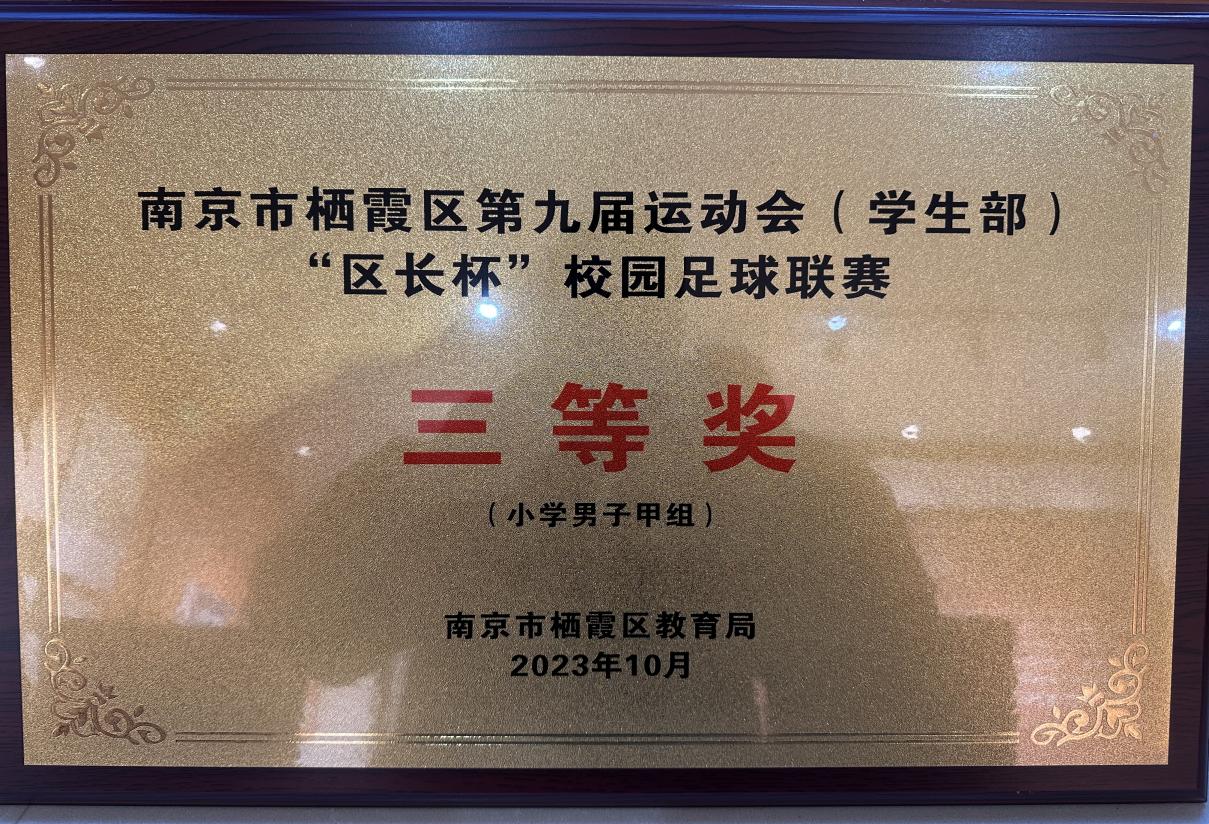 南京市栖霞区第九届运动会（学生部）
“区长杯”校园足球联赛
三等奖
（小学男子甲组）
南京市栖霞区教育局
2023年10月